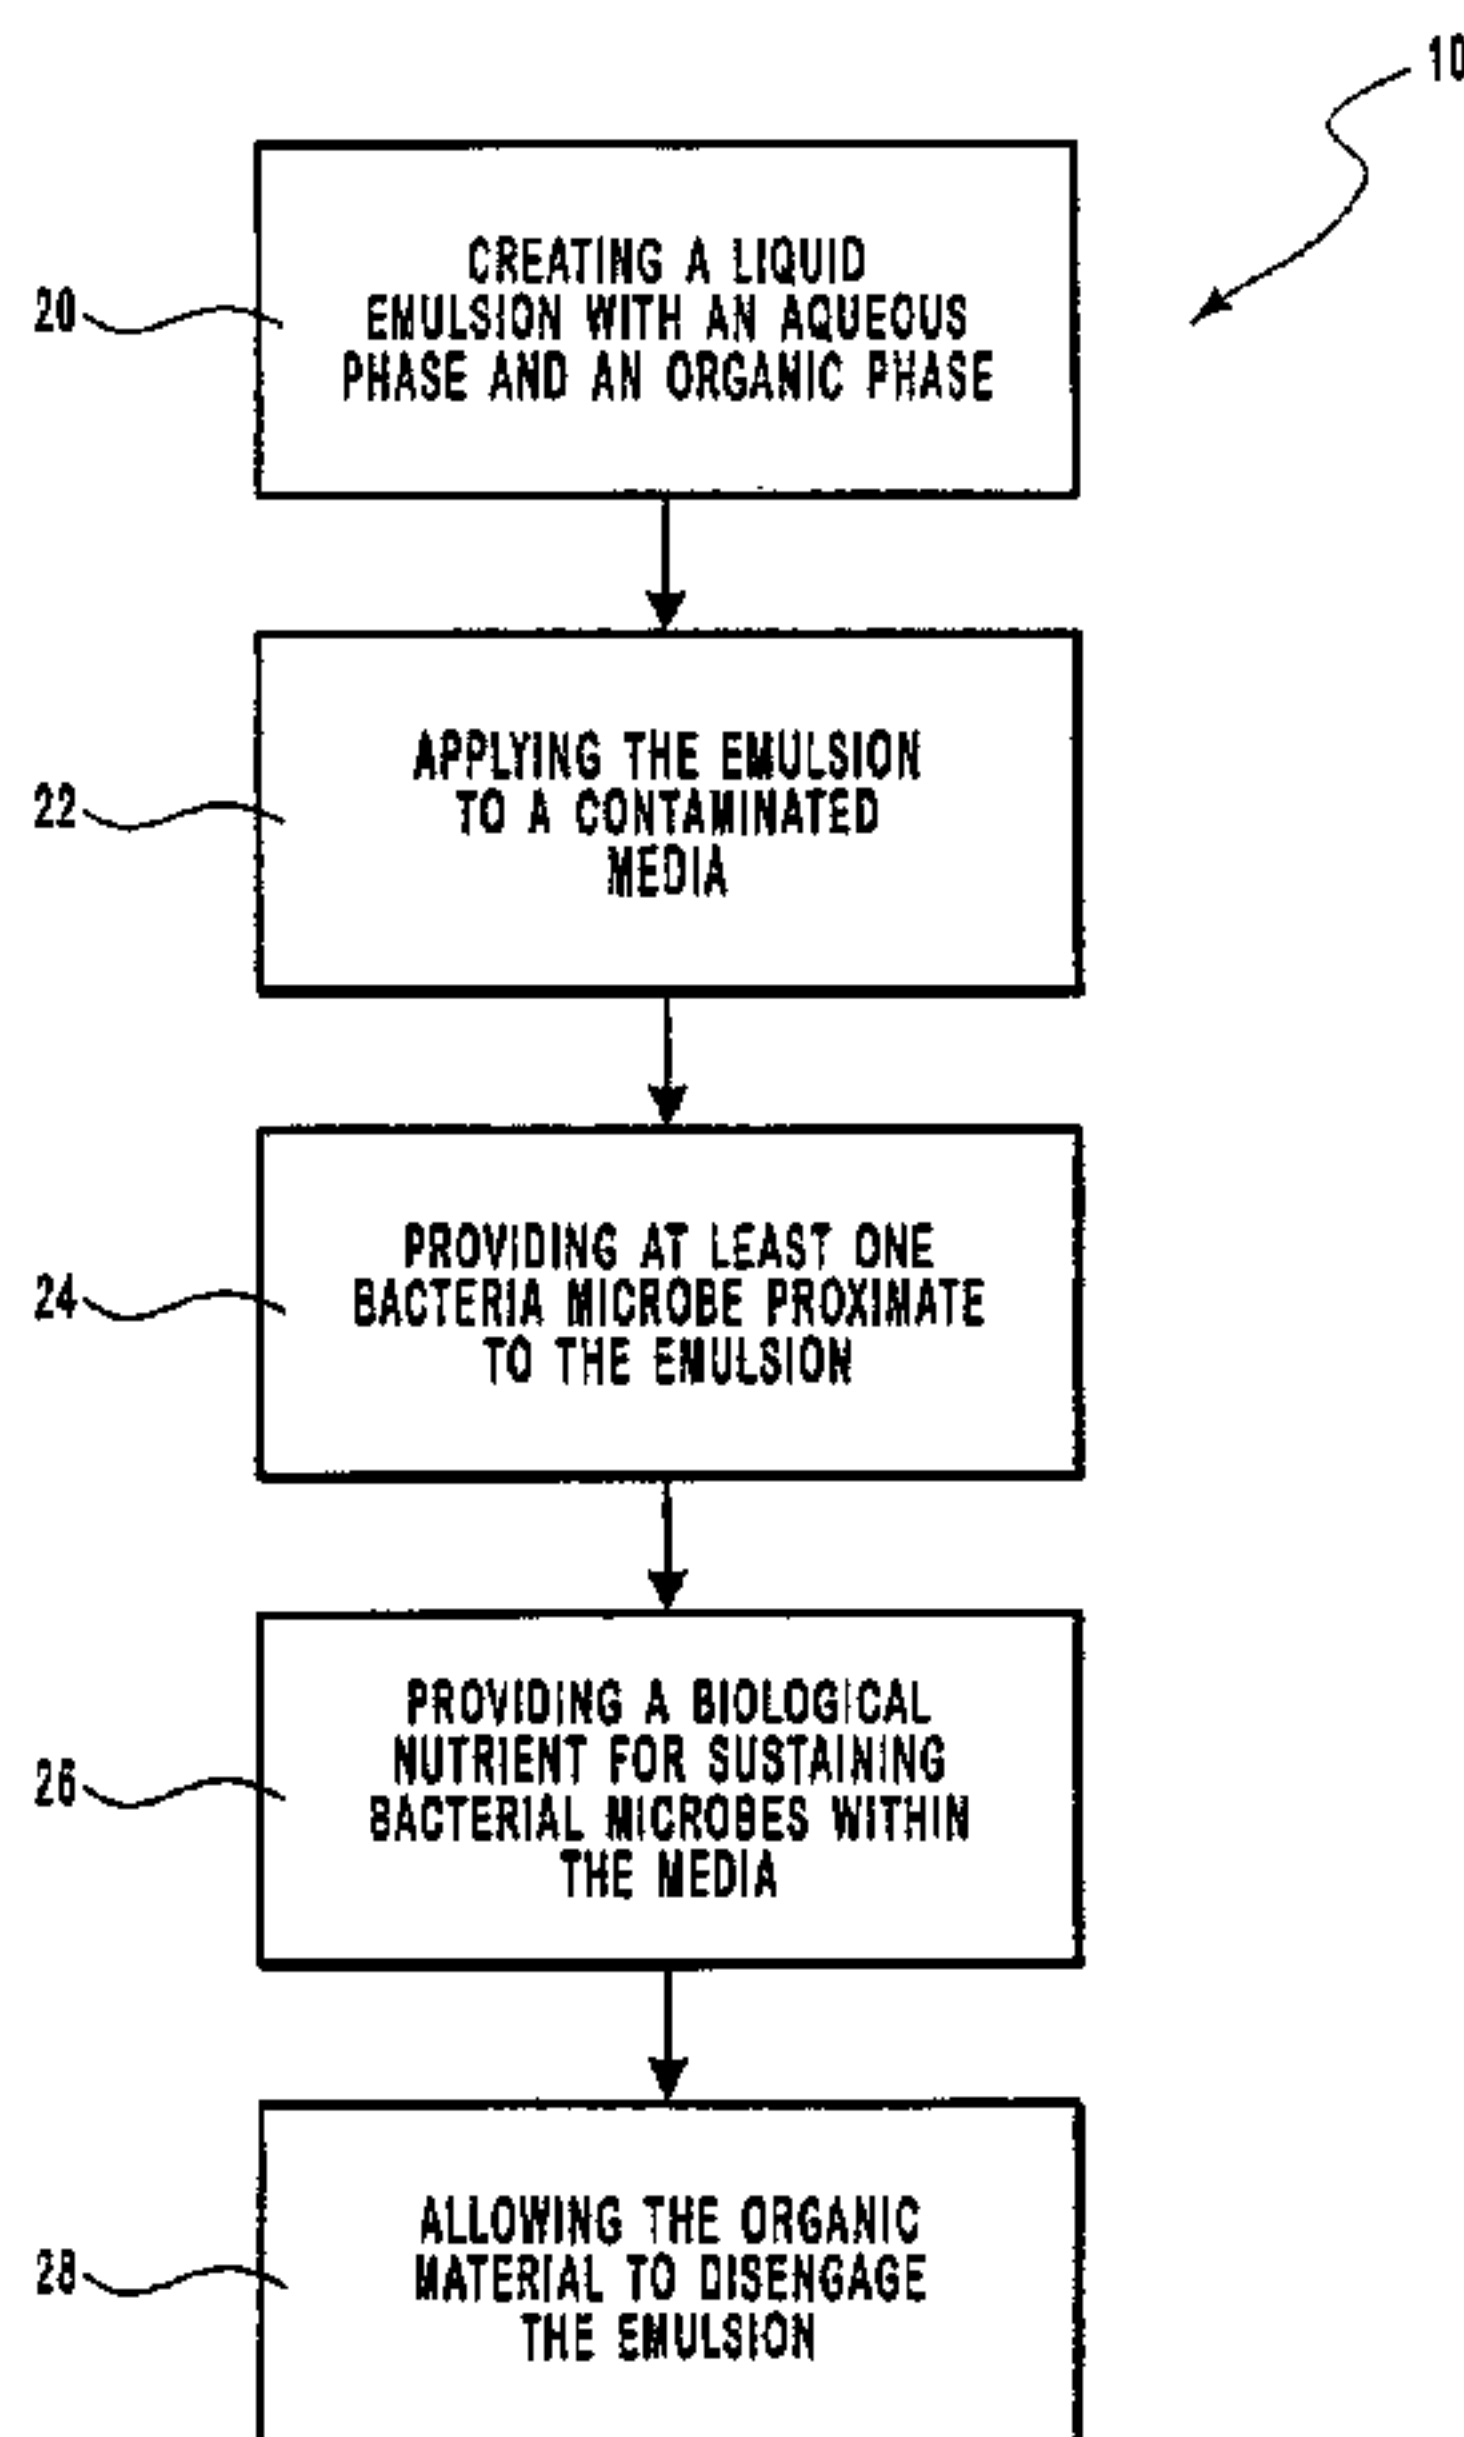 10
CREATING A LIQUID
EMULSION WITH AN AQUEOUS
PHASE AND AN ORGANIC PHASE
20
APPLYING THE EMULSION
TO A CONTAMINATED
MEDIA
22
PROVIDING AT LEAST ONE
BACTERIA MICROBE PROXIMATE
TO THE EMULSION
24
PROVIDING A BIOLOGICAL
NUTRIENT FOR SUSTAINING
BACTERIAL MICROBES WITHIN
THE MEDIA
26
ALLOWING THE ORGANIC
MATERIAL TO DISENGAGE
THE EMULSION
28